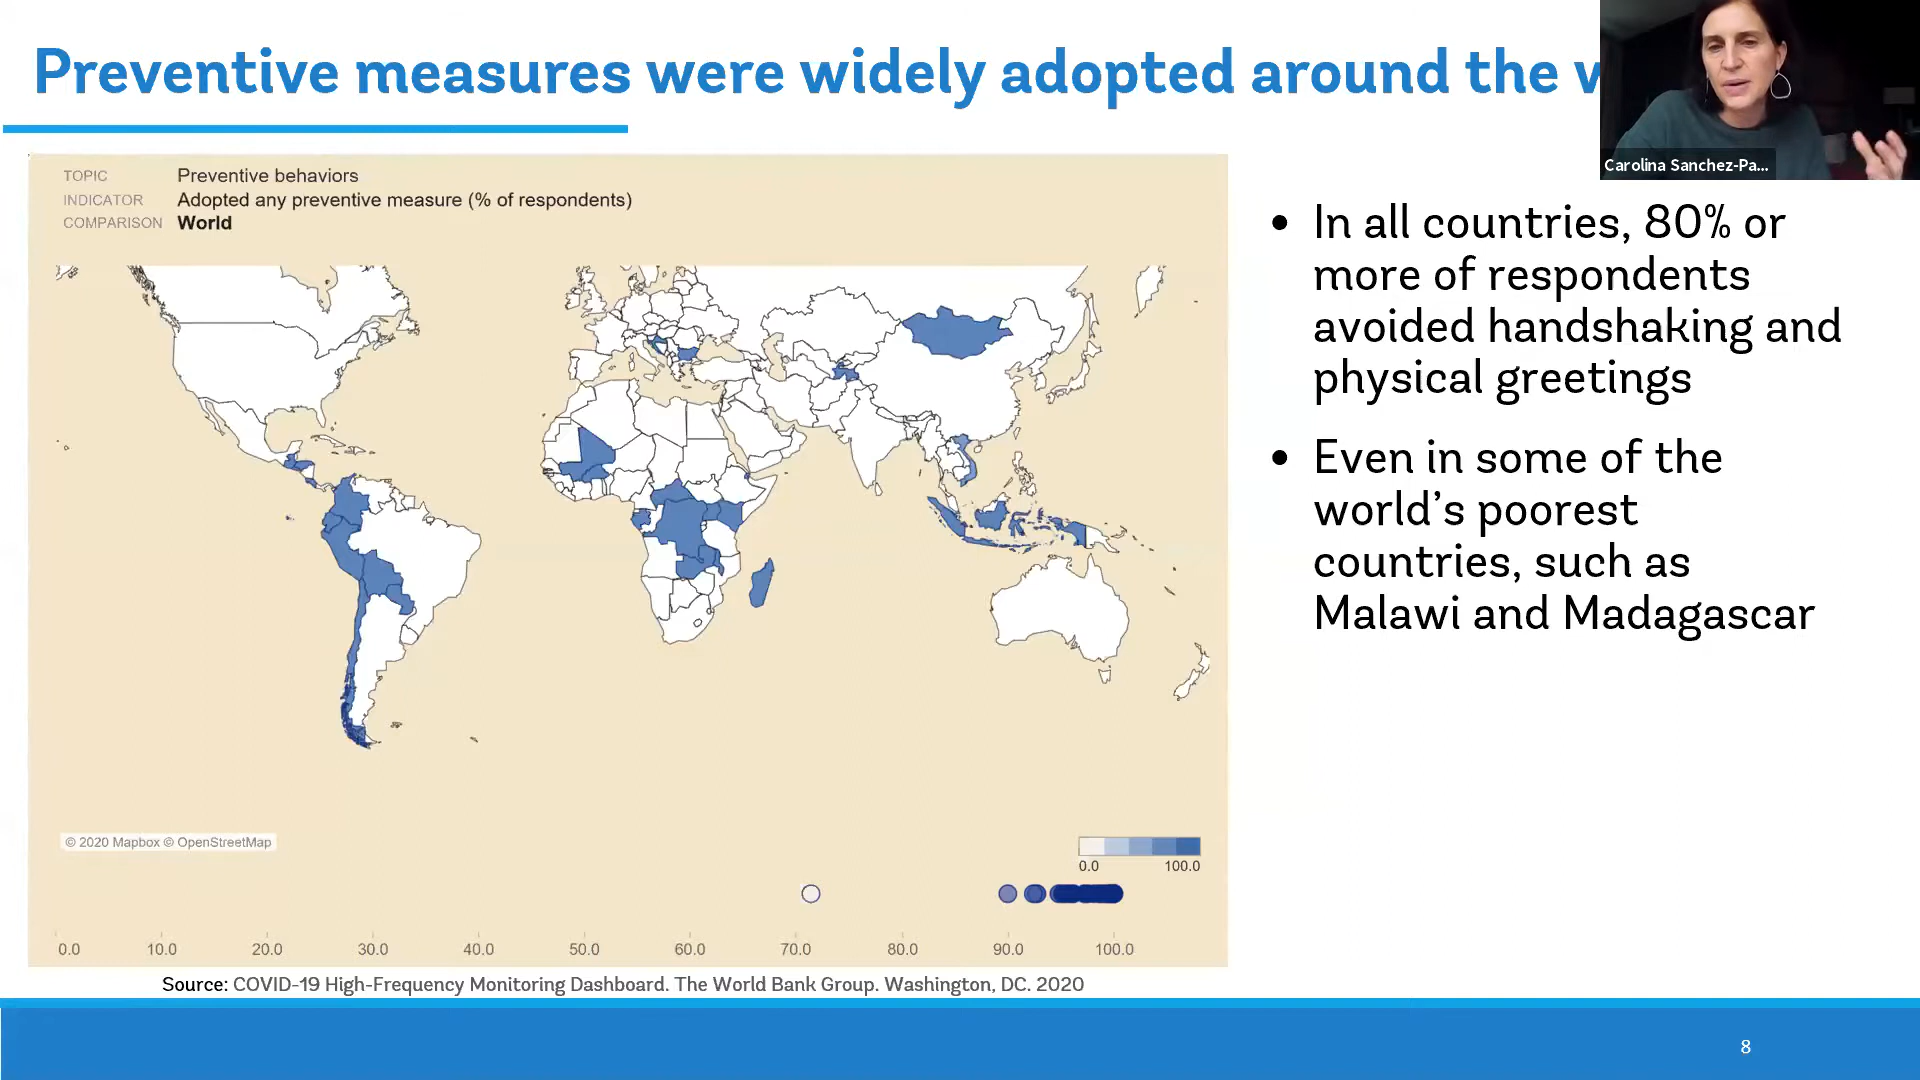 Preventive measures were widely adopted around the
Carolina Sanchez-Pa...
TOPIC Preventive behaviors
INDICATOR Adopted any preventive measure (% of respondents)
COMPARISON World
• In all countries, 80% or
more of respondents
avoided handshaking and
physical greetings
• Even in some of the
world’s poorest
countries, such as
Malawi and Madagascar
© 2020 Mapbox © OpenStreetMap
0.0 100.0
0.0 10.0 20.0 30.0 40.0 50.0 60.0 70.0 80.0 90.0 100.0
Source: COVID-19 High-Frequency Monitoring Dashboard. The World Bank Group. Washington, DC. 2020
8